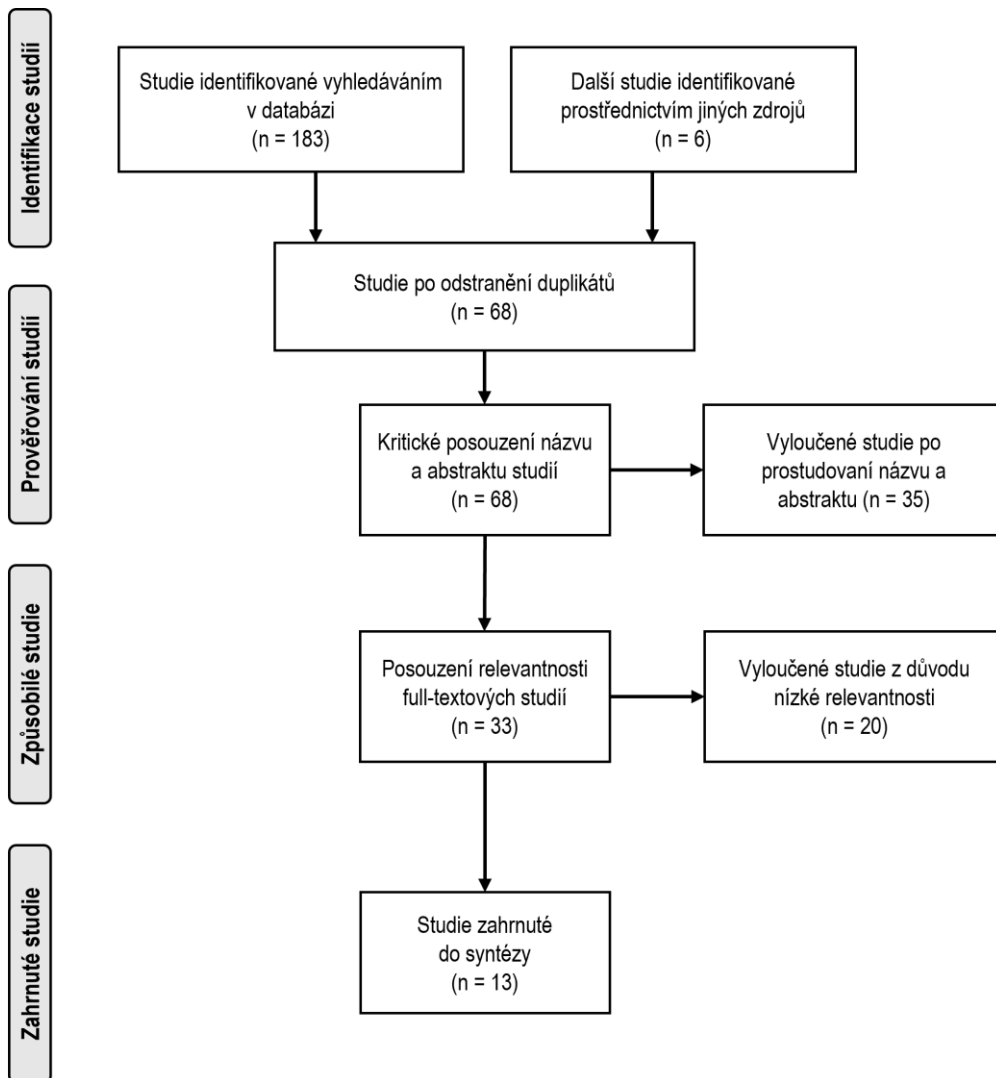 Identifikace studií
Studie identifikované vyhledáváním
v databázi
(n = 183)
Další studie identifikované
prostřednictvím jiných zdrojů
(n = 6)
Studie po odstranění duplikátů
(n = 68)
Prověřování studií
Kritické posouzení názvu
a abstraktu studií
(n = 68)
Vyloučené studie po
prostudovaní názvu a
abstraktu (n = 35)
Způsobilé studie
Posouzení relevantnosti
full-textových studií
(n = 33)
Vyloučené studie z důvodu
nízké relevantnosti
(n = 20)
Zahrnuté studie
Studie zahrnuté
do syntézy
(n = 13)